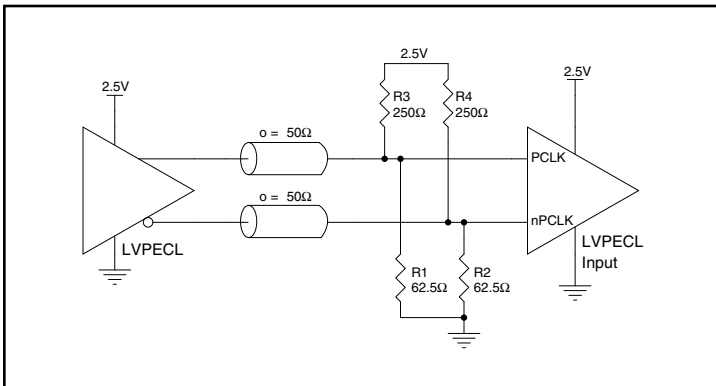 2.5V
2.5V
2.5V
R3
250Ω
R4
250Ω
o = 50Ω
PCLK
o = 50Ω
nPCLK
LVPECL
LVPECL
Input
R1
62.5Ω
R2
62.5Ω